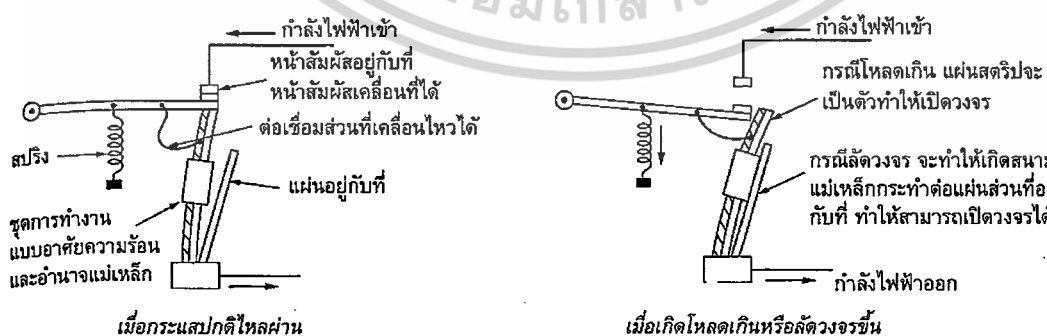 กำลังไฟฟ้าเข้า
หน้าสัมผัสอยู่กับที่
หน้าสัมผัสเคลื่อนที่ได้
ต่อเชื่อมส่วนที่เคลื่อนไหวได้
สปริง
แผ่นอยู่กับที่
ชุดการทำงาน
แบบอาศัยความร้อน
และอำนาจแม่เหล็ก
เมื่อกระแสปกติไหลผ่าน
กำลังไฟฟ้าเข้า
กรณีโหลดเกิน แผ่นสตริปจะ
เป็นตัวทำให้เปิดวงจร
กรณีลัดวงจร จะทำให้เกิดสนาม
แม่เหล็กกระทำต่อแผ่นส่วนที่อ
กับที่ ทำให้สามารถเปิดวงจรได้
กำลังไฟฟ้าออก
เมื่อเกิดโหลดเกินหรือลัดวงจรขึ้น